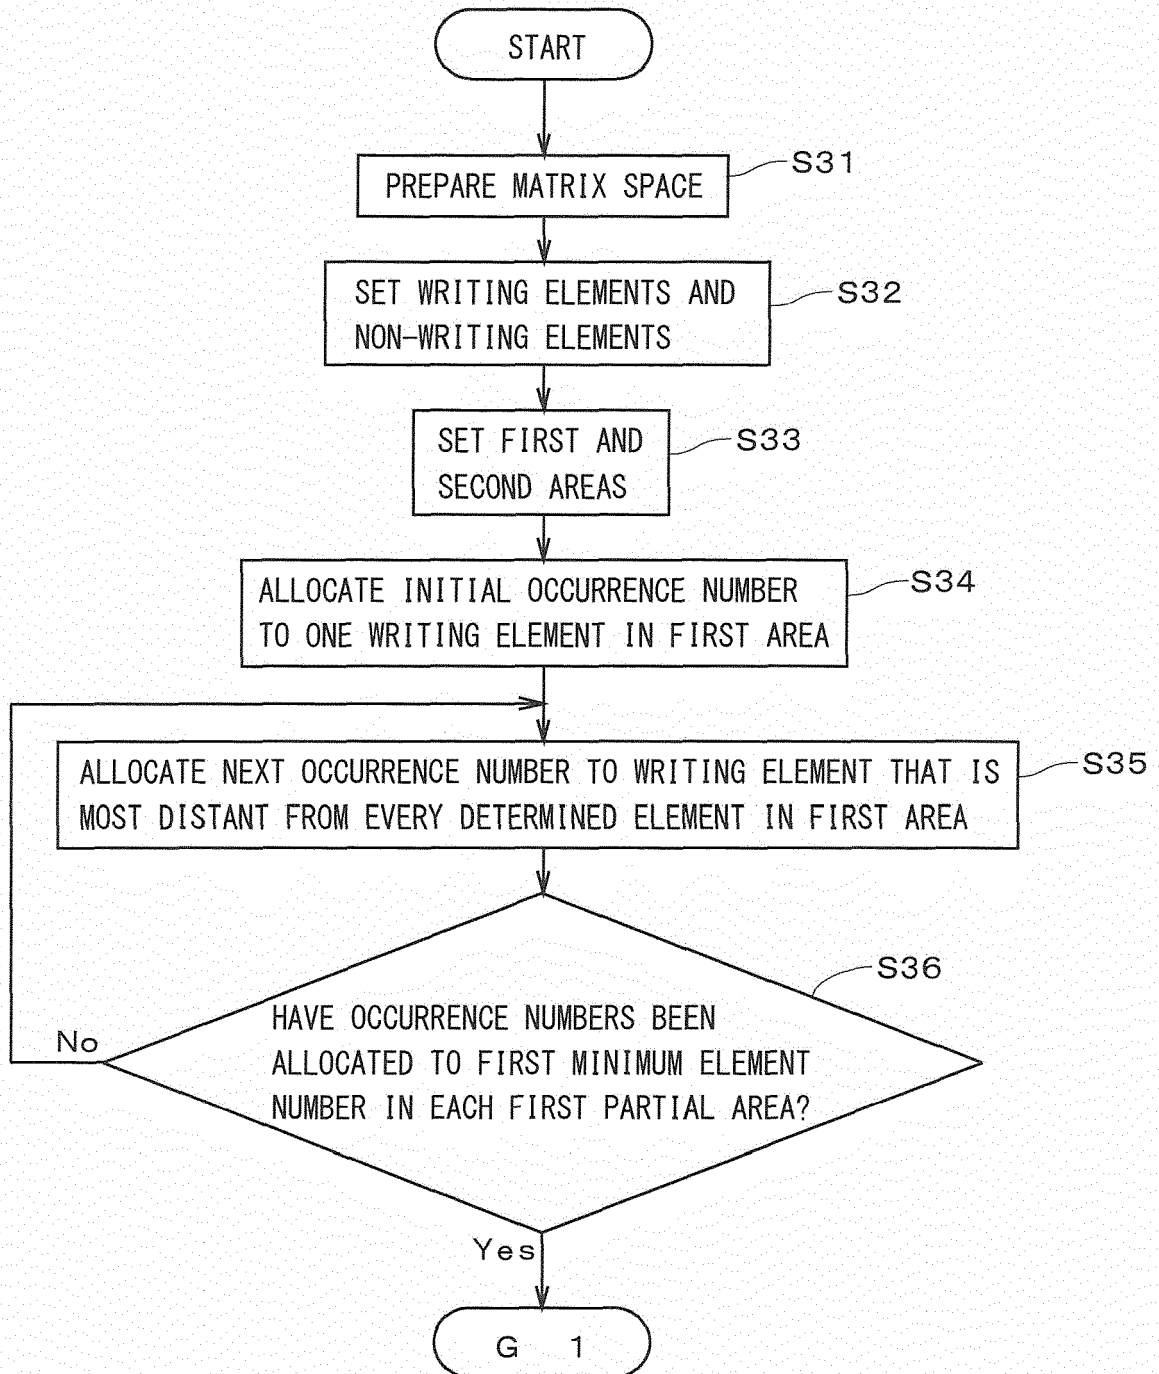 START
PREPARE MATRIX SPACE
S31
SET WRITING ELEMENTS AND
NON-WRITING ELEMENTS
S32
SET FIRST AND
SECOND AREAS
S33
ALLOCATE INITIAL OCCURRENCE NUMBER
TO ONE WRITING ELEMENT IN FIRST AREA
S34
ALLOCATE NEXT OCCURRENCE NUMBER TO WRITING ELEMENT THAT IS
MOST DISTANT FROM EVERY DETERMINED ELEMENT IN FIRST AREA
S35
HAVE OCCURRENCE NUMBERS BEEN
ALLOCATED TO FIRST MINIMUM ELEMENT
NUMBER IN EACH FIRST PARTIAL AREA?
S36
No
Yes
G 1